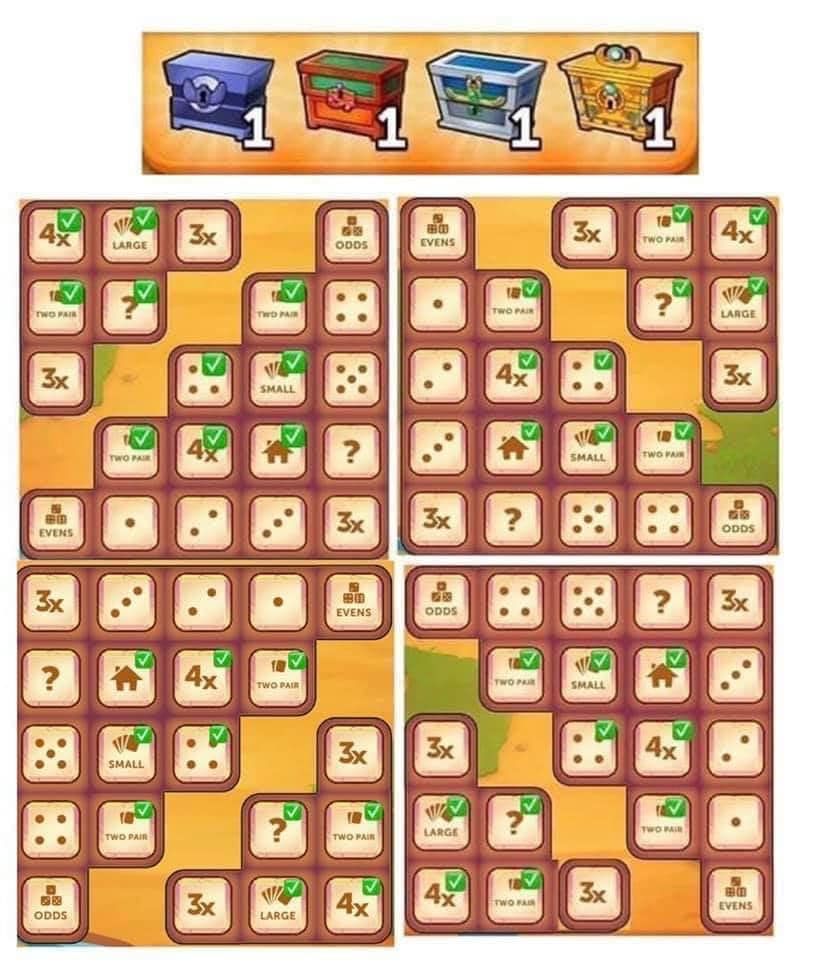 1 1 1 1
4x LARGE 3x ODDS
TWO PAIR ? TWO PAIR
3x SMALL
TWO PAIR 4x ?
EVENS 3x
EVENS 3x TWO PAIR 4x
TWO PAIR ? LARGE
4x 3x
SMALL TWO PAIR
3x ? ODDS
3x EVENS
? 4x TWO PAIR
SMALL 3x
TWO PAIR ? TWO PAIR
ODDS 3x LARGE 4x
ODDS ? 3x
TWO PAIR SMALL
3x 4x
LARGE ? TWO PAIR
4x TWO PAIR 3x EVENS